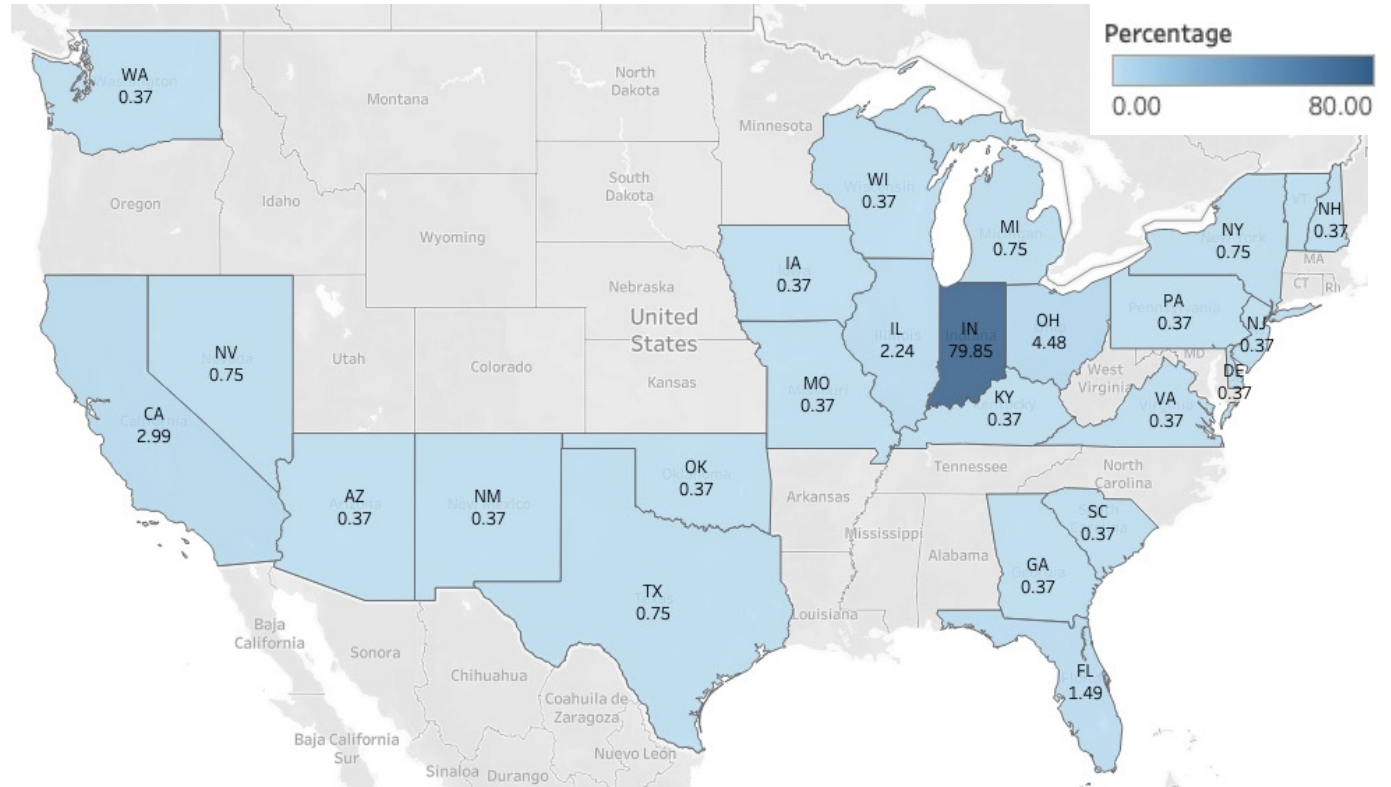 Percentage
0.00 80.00
WA
0.37
Montana
North
Dakota
Minnesota
Oregon
Idaho
Wyoming
South
Dakota
WI
0.37
MI
0.75
NY
0.75
VT
NH
0.37
MA
CT
RI
IA
0.37
Nebraska
United
States
NV
0.75
Utah
Colorado
Kansas
IL
2.24
IN
79.85
OH
4.48
PA
0.37
NJ
0.37
MD
DE
0.37
West
Virginia
VA
0.37
KY
0.37
MO
0.37
CA
2.99
AZ
0.37
NM
0.37
OK
0.37
Arkansas
Tennessee
North
Carolina
SC
0.37
Mississippi
Alabama
GA
0.37
TX
0.75
Louisiana
FL
1.49
Baja
California
Sonora
Chihuahua
Coahuila de
Zaragoza
Baja California
Sur
Sinaloa
Durango
Nuevo León